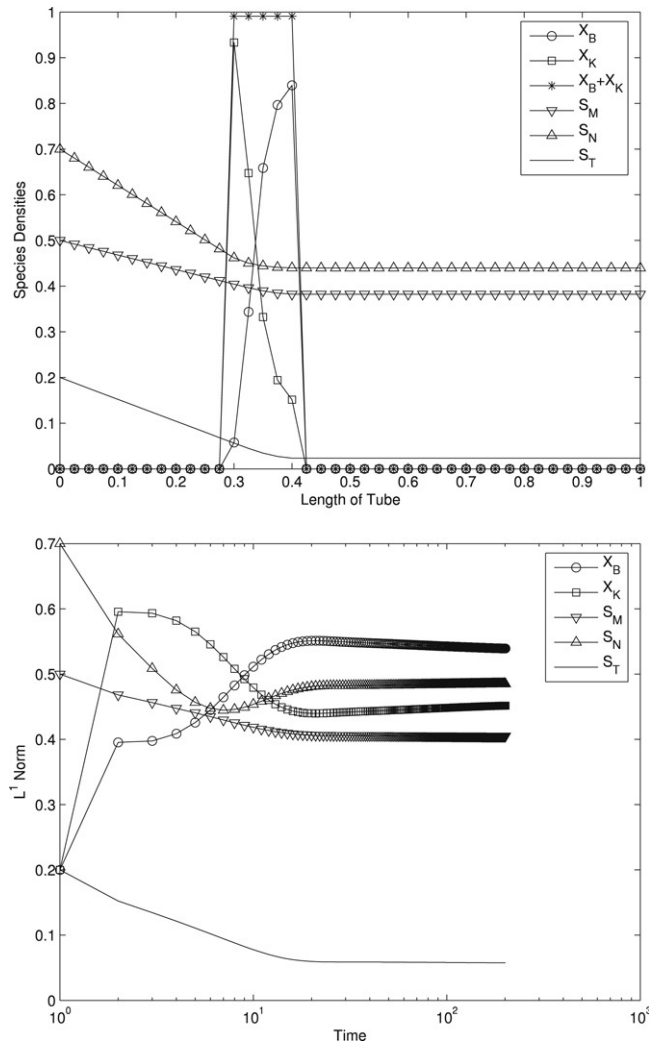 1
0.9
0.8
0.7
0.6
0.5
0.4
0.3
0.2
0.1
0
Species Densities
0 0.1 0.2 0.3 0.4 0.5 0.6 0.7 0.8 0.9 1
Length of Tube
X_B
X_K
X_B+X_K
S_M
S_N
S_T
0.7
0.6
0.5
0.4
0.3
0.2
0.1
0
L^1 Norm
10^0 10^1 10^2 10^3
Time
X_B
X_K
S_M
S_N
S_T